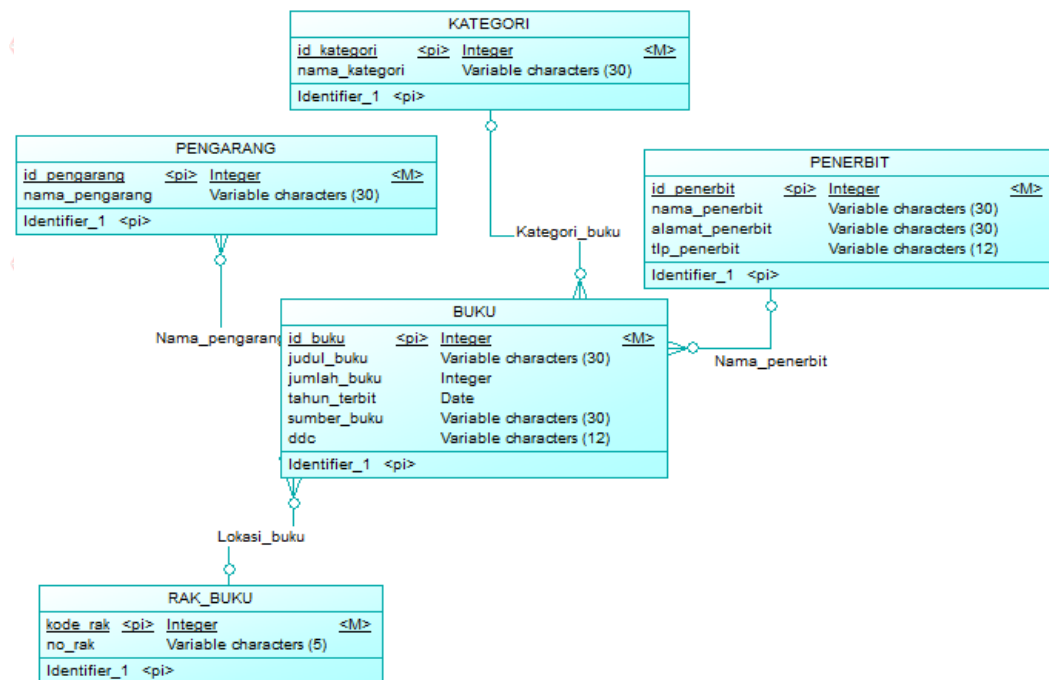 KATEGORI
id_kategori <pi> Integer <M>
nama_kategori Variable characters (30)
Identifier_1 <pi>
PENGARANG
id_pengarang <pi> Integer <M>
nama_pengarang Variable characters (30)
Identifier_1 <pi>
PENERBIT
id_penerbit <pi> Integer <M>
nama_penerbit Variable characters (30)
alamat_penerbit Variable characters (30)
tlp_penerbit Variable characters (12)
Identifier_1 <pi>
Kategori_buku
Nama_pengarang
Nama_penerbit
BUKU
id_buku <pi> Integer <M>
judul_buku Variable characters (30)
jumlah_buku Integer
tahun_terbit Date
sumber_buku Variable characters (30)
ddc Variable characters (12)
Identifier_1 <pi>
Lokasi_buku
RAK_BUKU
kode_rak <pi> Integer <M>
no_rak Variable characters (5)
Identifier_1 <pi>